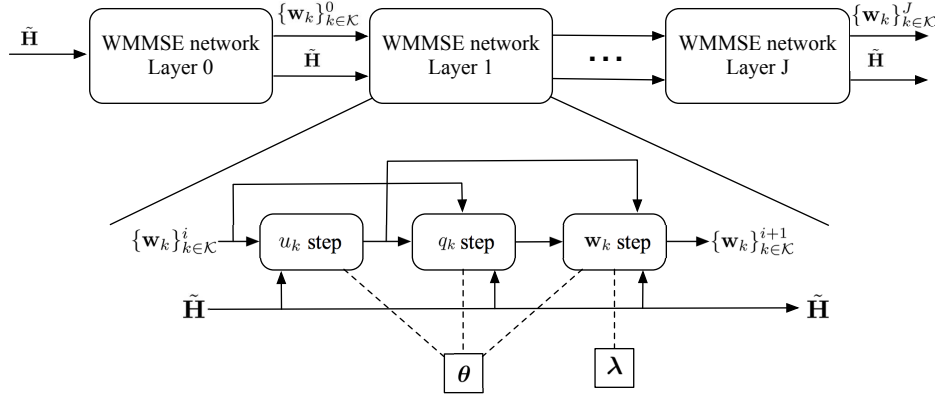 H̃
WMMSE network
Layer 0
{w_k}^0_{k∈𝒦}
H̃
WMMSE network
Layer 1
...
WMMSE network
Layer J
{w_k}^J_{k∈𝒦}
H̃
{w_k}^i_{k∈𝒦}
u_k step
q_k step
w_k step
{w_k}^{i+1}_{k∈𝒦}
H̃
H̃
θ
λ